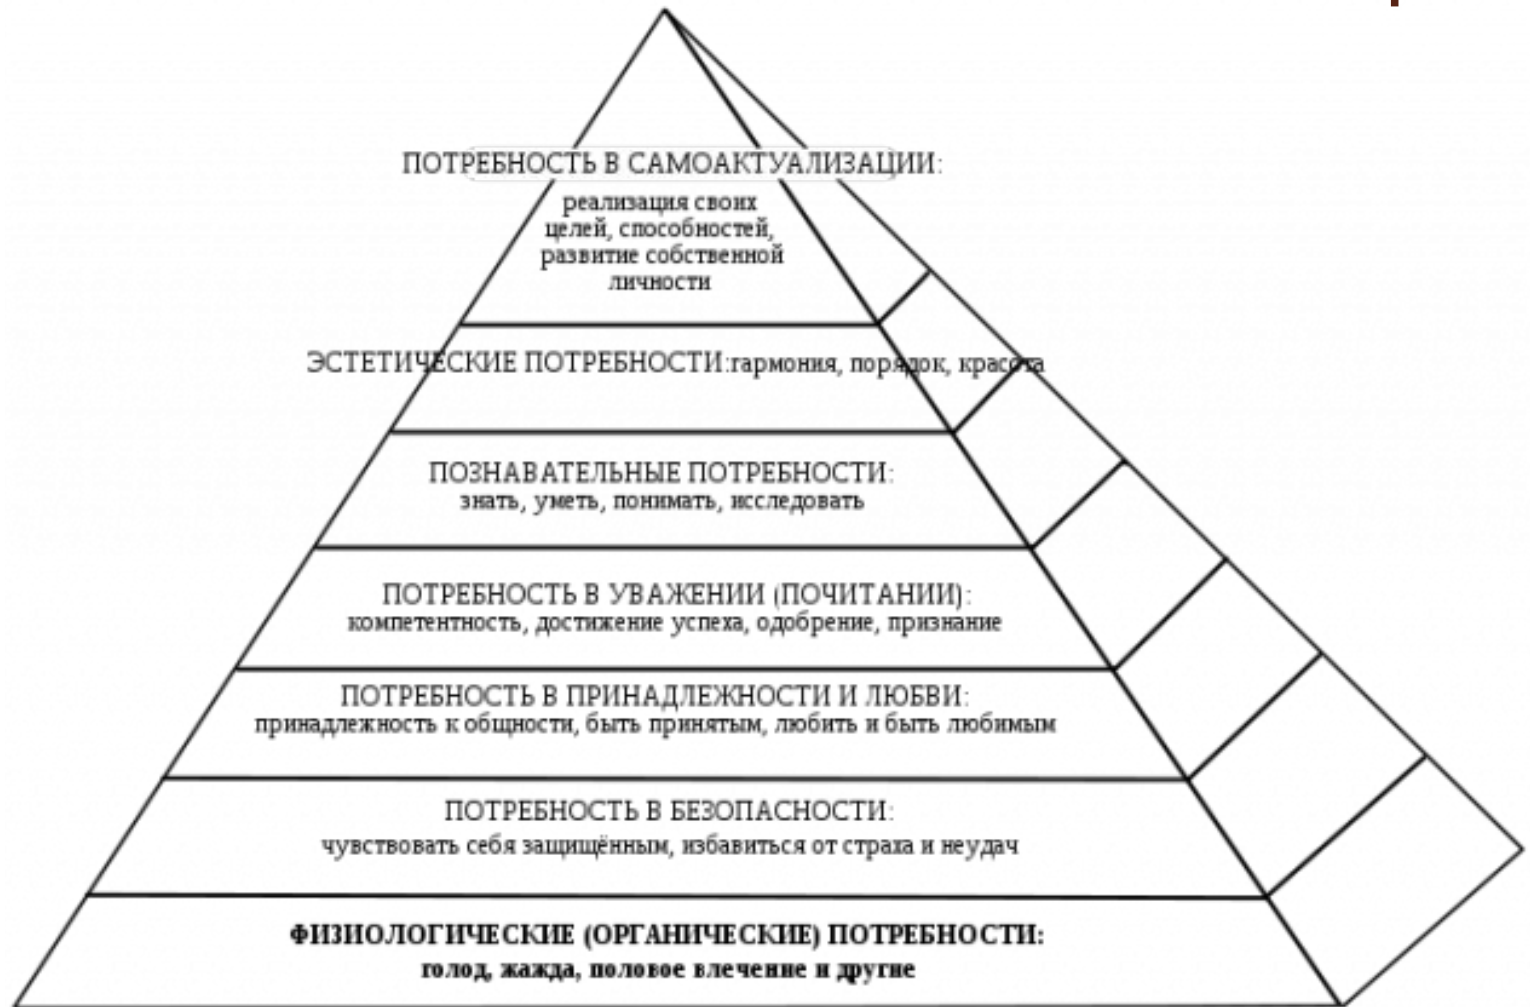 ПОТРЕБНОСТЬ В САМОАКТУАЛИЗАЦИИ:
реализация своих
целей, способностей,
развитие собственной
личности
ЭСТЕТИЧЕСКИЕ ПОТРЕБНОСТИ:гармония, порядок, красота
ПОЗНАВАТЕЛЬНЫЕ ПОТРЕБНОСТИ:
знать, уметь, понимать, исследовать
ПОТРЕБНОСТЬ В УВАЖЕНИИ (ПОЧИТАНИИ):
компетентность, достижение успеха, одобрение, признание
ПОТРЕБНОСТЬ В ПРИНАДЛЕЖНОСТИ И ЛЮБВИ:
принадлежность к общности, быть принятым, любить и быть любимым
ПОТРЕБНОСТЬ В БЕЗОПАСНОСТИ:
чувствовать себя защищённым, избавиться от страха и неудач
ФИЗИОЛОГИЧЕСКИЕ (ОРГАНИЧЕСКИЕ) ПОТРЕБНОСТИ:
голод, жажда, половое влечение и другие